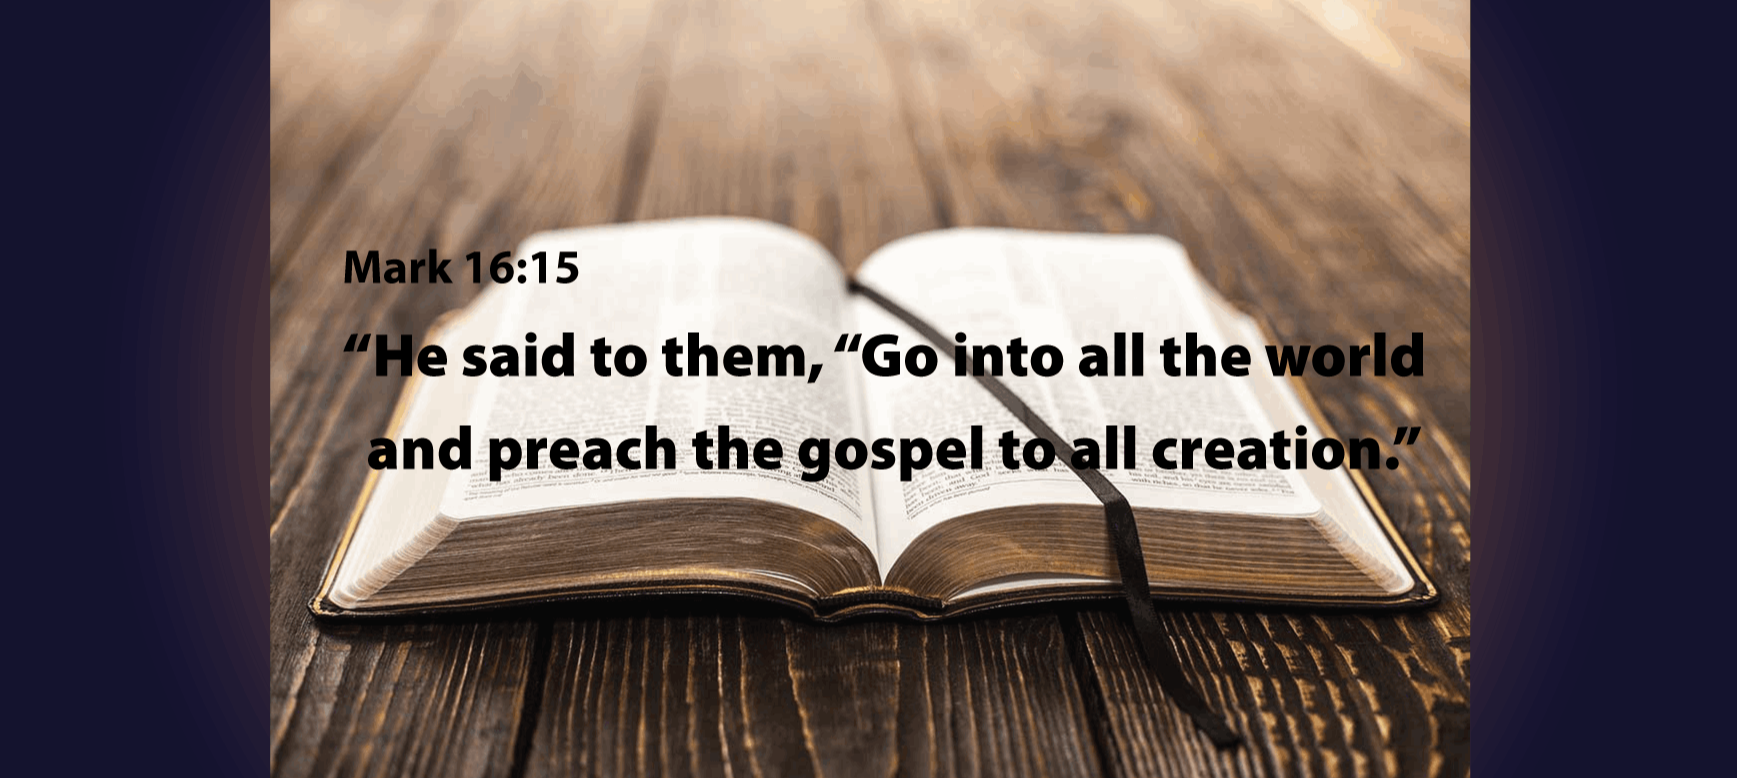 Mark 16:15
“He said to them, “Go into all the world
and preach the gospel to all creation.”